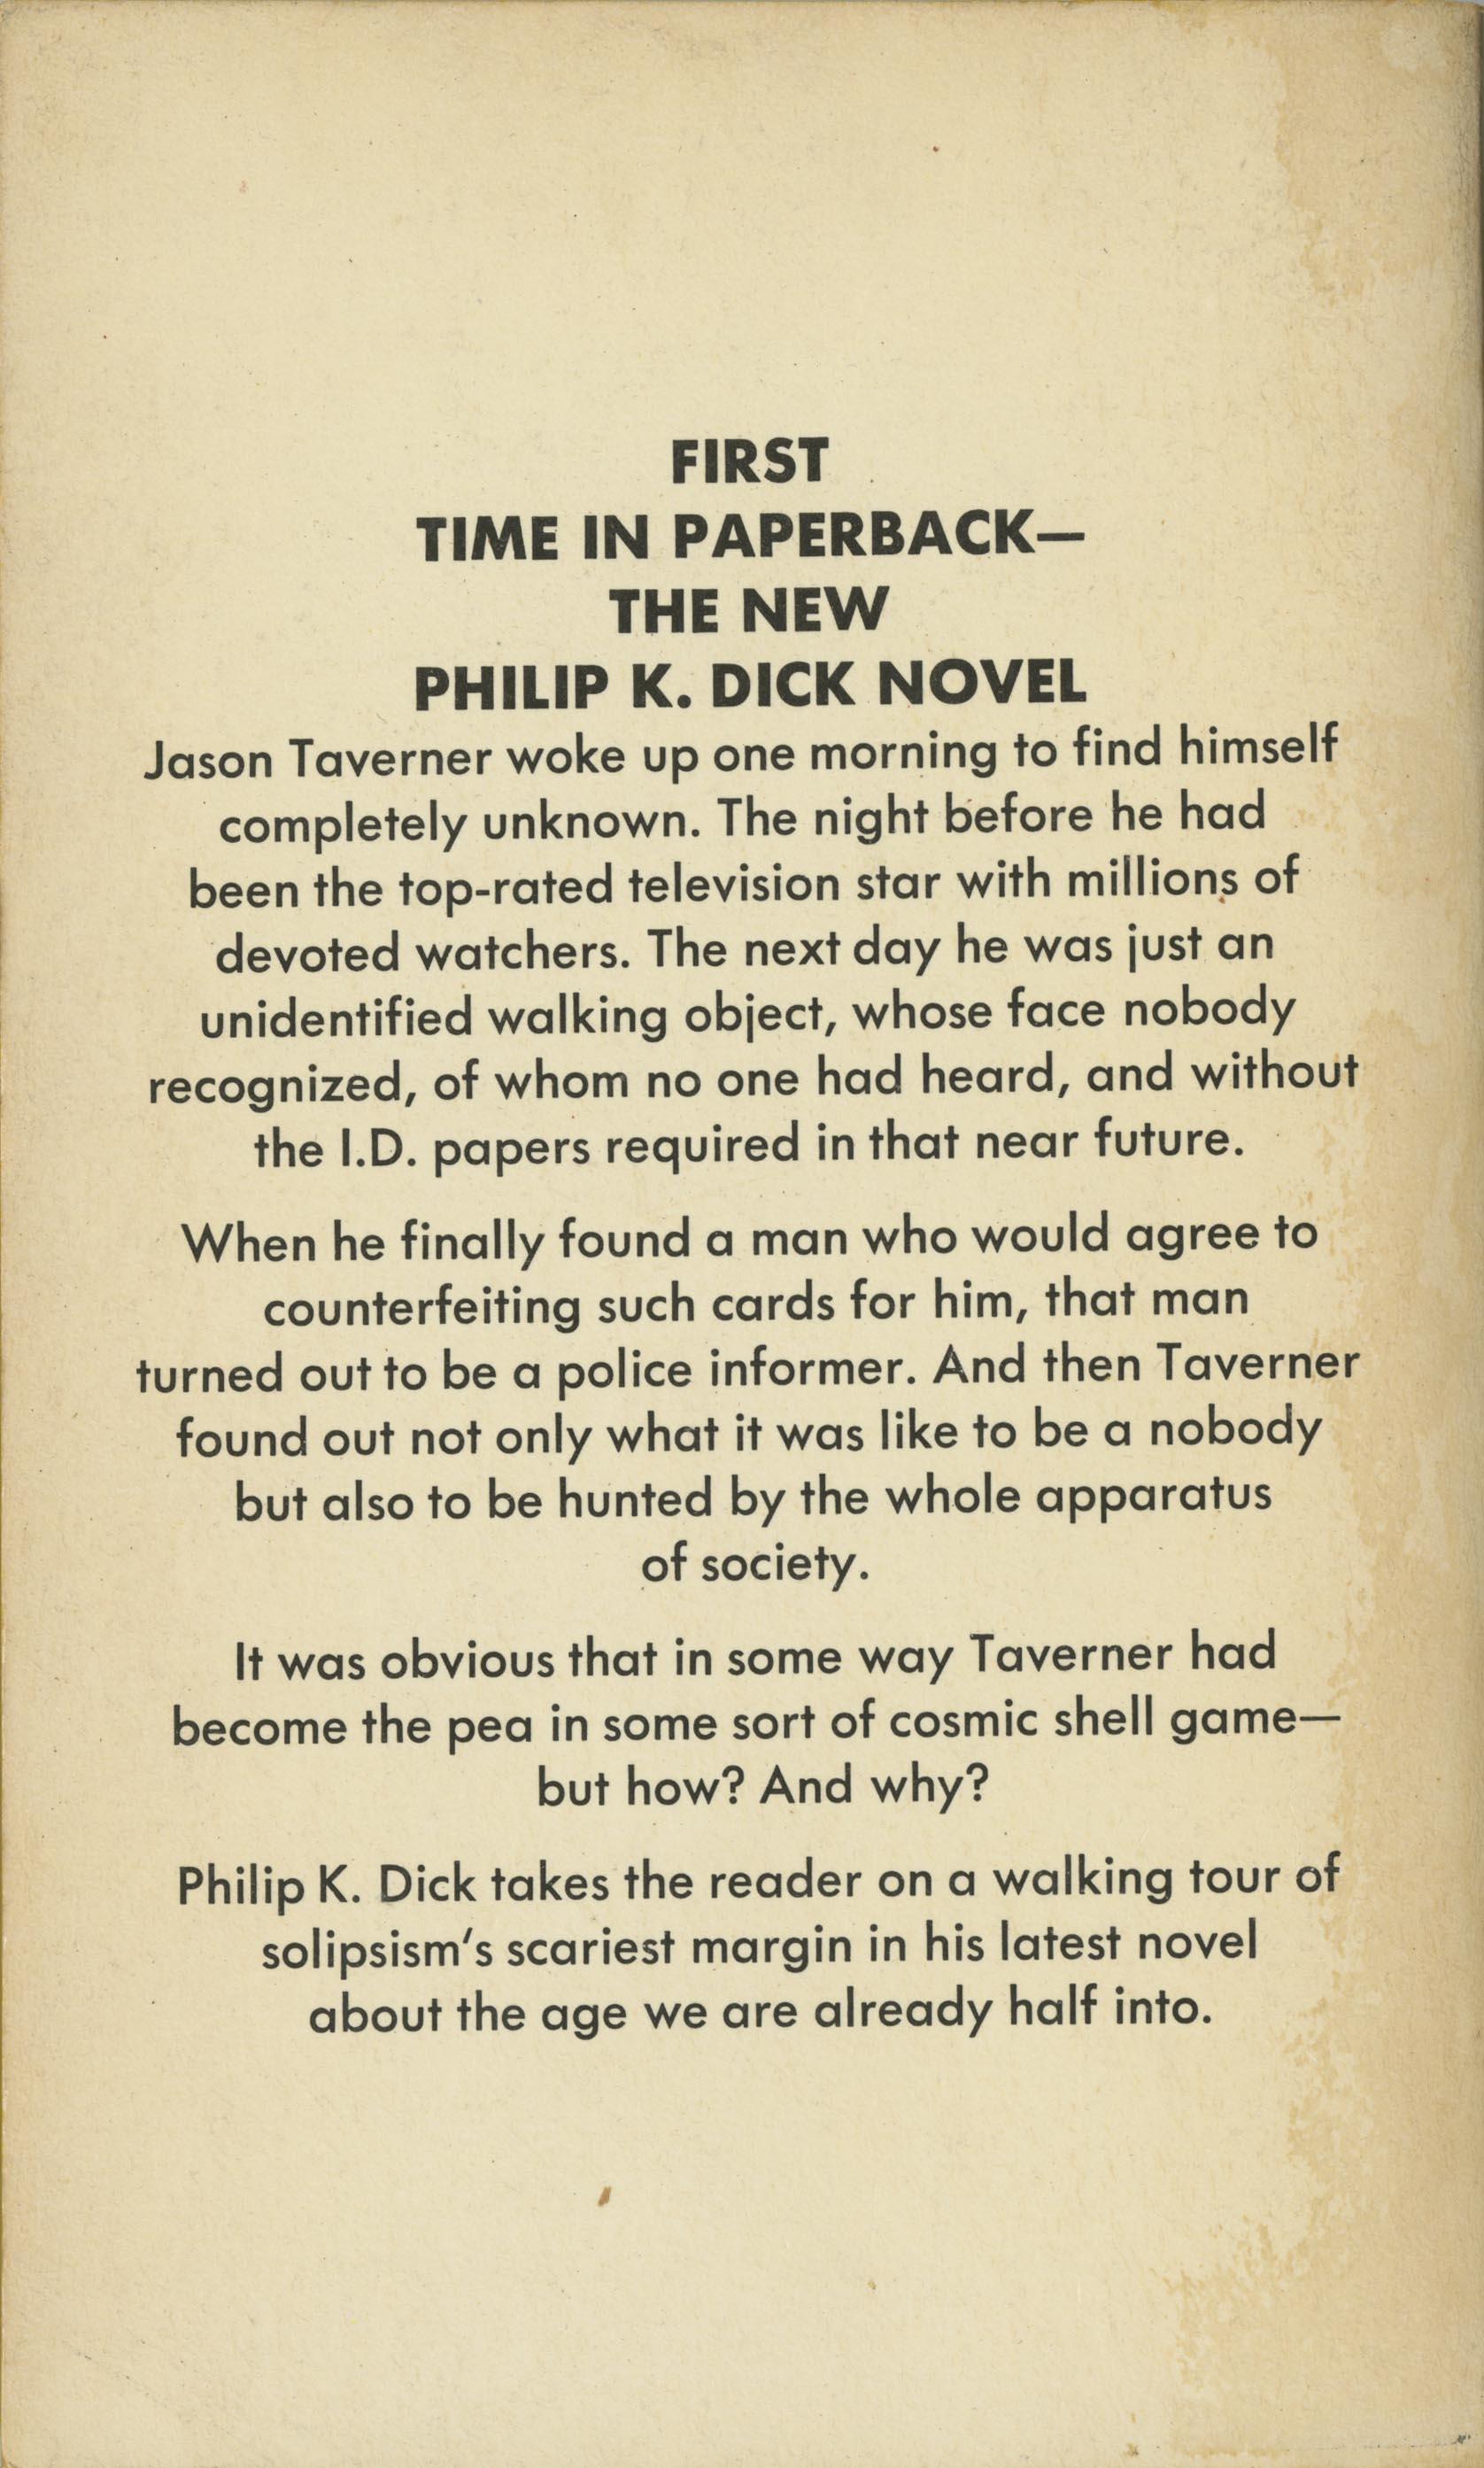 FIRST
TIME IN PAPERBACK—
THE NEW
PHILIP K. DICK NOVEL
Jason Taverner woke up one morning to find himself
completely unknown. The night before he had
been the top-rated television star with millions of
devoted watchers. The next day he was just an
unidentified walking object, whose face nobody
recognized, of whom no one had heard, and without
the I.D. papers required in that near future.
When he finally found a man who would agree to
counterfeiting such cards for him, that man
turned out to be a police informer. And then Taverner
found out not only what it was like to be a nobody
but also to be hunted by the whole apparatus
of society.
It was obvious that in some way Taverner had
become the pea in some sort of cosmic shell game—
but how? And why?
Philip K. Dick takes the reader on a walking tour of
solipsism's scariest margin in his latest novel
about the age we are already half into.